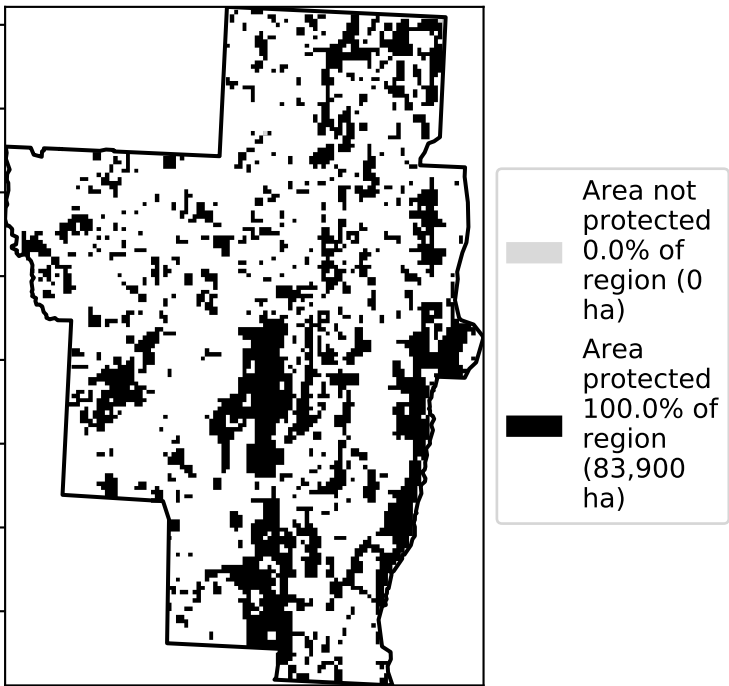 Area not
protected
0.0% of
region (0
ha)
Area
protected
100.0% of
region
(83,900
ha)